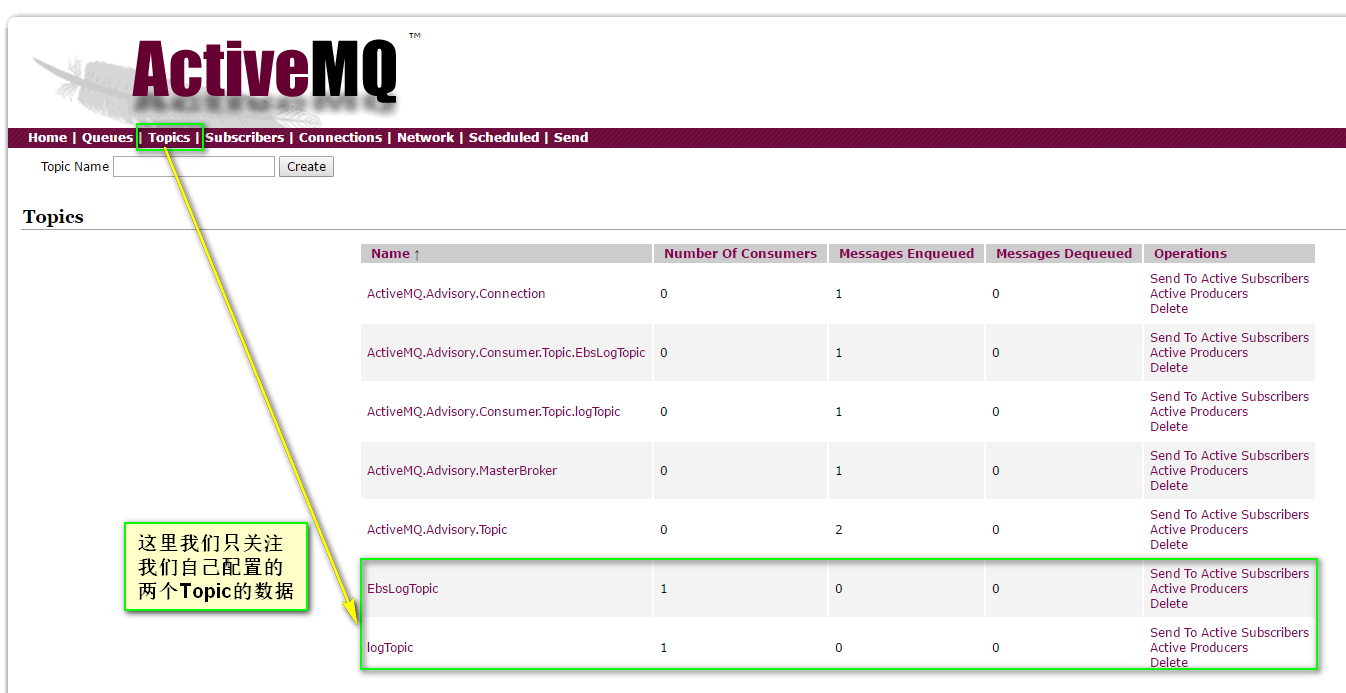 ActiveMQ ™
Home | Queues | Topics | Subscribers | Connections | Network | Scheduled | Send
Topic Name Create
Topics
Name ↑ Number Of Consumers Messages Enqueued Messages Dequeued Operations
ActiveMQ.Advisory.Connection 0 1 0 Send To Active Subscribers
Active Producers
Delete
ActiveMQ.Advisory.Consumer.Topic.EbsLogTopic 0 1 0 Send To Active Subscribers
Active Producers
Delete
ActiveMQ.Advisory.Consumer.Topic.logTopic 0 1 0 Send To Active Subscribers
Active Producers
Delete
ActiveMQ.Advisory.MasterBroker 0 1 0 Send To Active Subscribers
Active Producers
Delete
ActiveMQ.Advisory.Topic 0 2 0 Send To Active Subscribers
Active Producers
Delete
EbsLogTopic 1 0 0 Send To Active Subscribers
Active Producers
Delete
logTopic 1 0 0 Send To Active Subscribers
Active Producers
Delete
这里我们只关注
我们自己配置的
两个Topic的数据